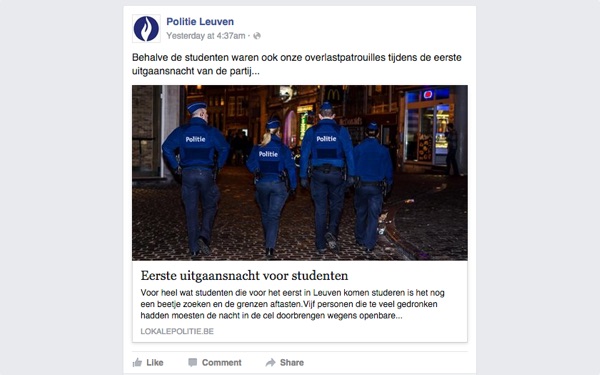 Politie Leuven
Yesterday at 4:37am ·
Behalve de studenten waren ook onze overlastpatrouilles tijdens de eerste
uitgaansnacht van de partij...
Politie
Politie
Politie
Politie
Eerste uitgaansnacht voor studenten
Voor heel wat studenten die voor het eerst in Leuven komen studeren is het nog
een beetje zoeken en de grenzen aftasten.Vijf personen die te veel gedronken
hadden moesten de nacht in de cel doorbrengen wegens openbare...
LOKALEPOLITIE.BE
Like
Comment
Share